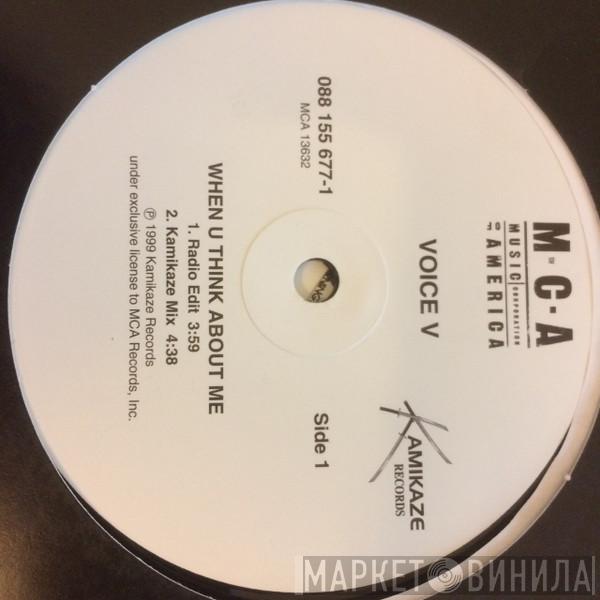 M·C·A
MUSIC CORPORATION
OF AMERICA
VOICE V
KAMIKAZE
RECORDS
088 155 677-1
MCA 13632
Side 1
WHEN U THINK ABOUT ME
1. Radio Edit 3:59
2. Kamikaze Mix 4:38
℗ 1999 Kamikaze Records
under exclusive license to MCA Records, Inc.
МАРКЕТ ВИНИЛА